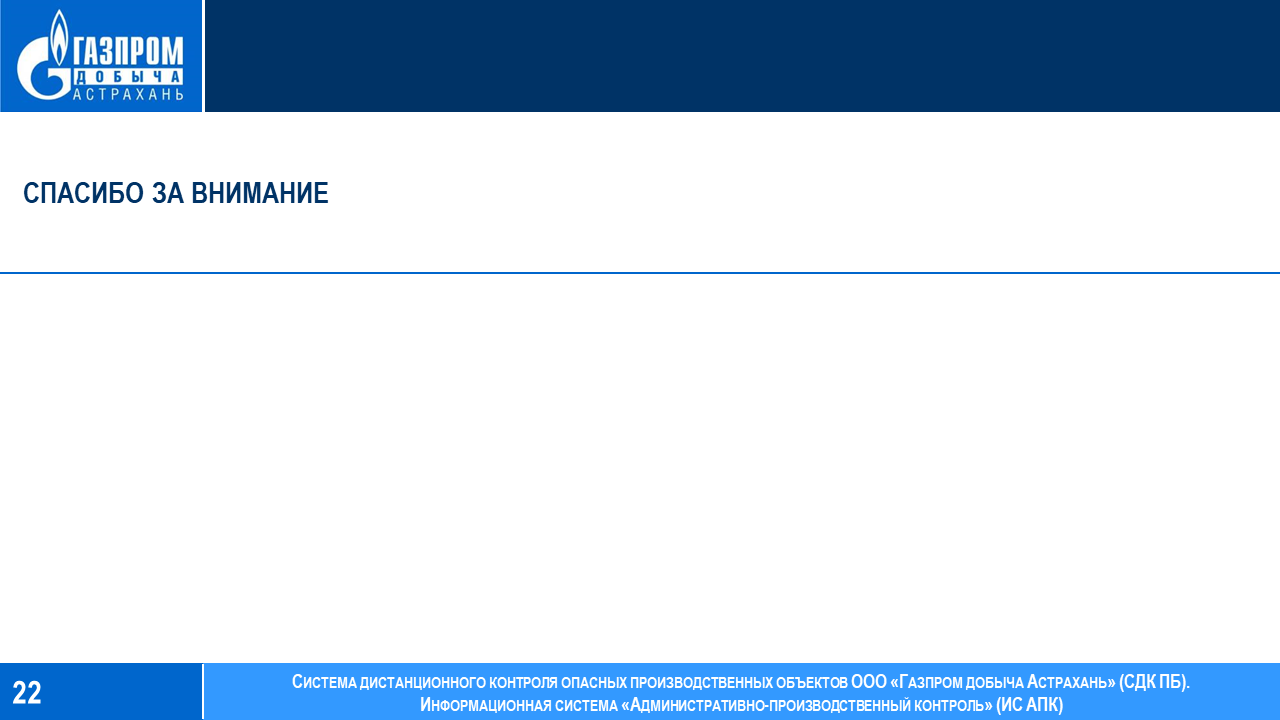 ГАЗПРОМ
ДОБЫЧА
АСТРАХАНЬ
СПАСИБО ЗА ВНИМАНИЕ
22
СИСТЕМА ДИСТАНЦИОННОГО КОНТРОЛЯ ОПАСНЫХ ПРОИЗВОДСТВЕННЫХ ОБЪЕКТОВ ООО «ГАЗПРОМ ДОБЫЧА АСТРАХАНЬ» (СДК ПБ).
ИНФОРМАЦИОННАЯ СИСТЕМА «АДМИНИСТРАТИВНО-ПРОИЗВОДСТВЕННЫЙ КОНТРОЛЬ» (ИС АПК)